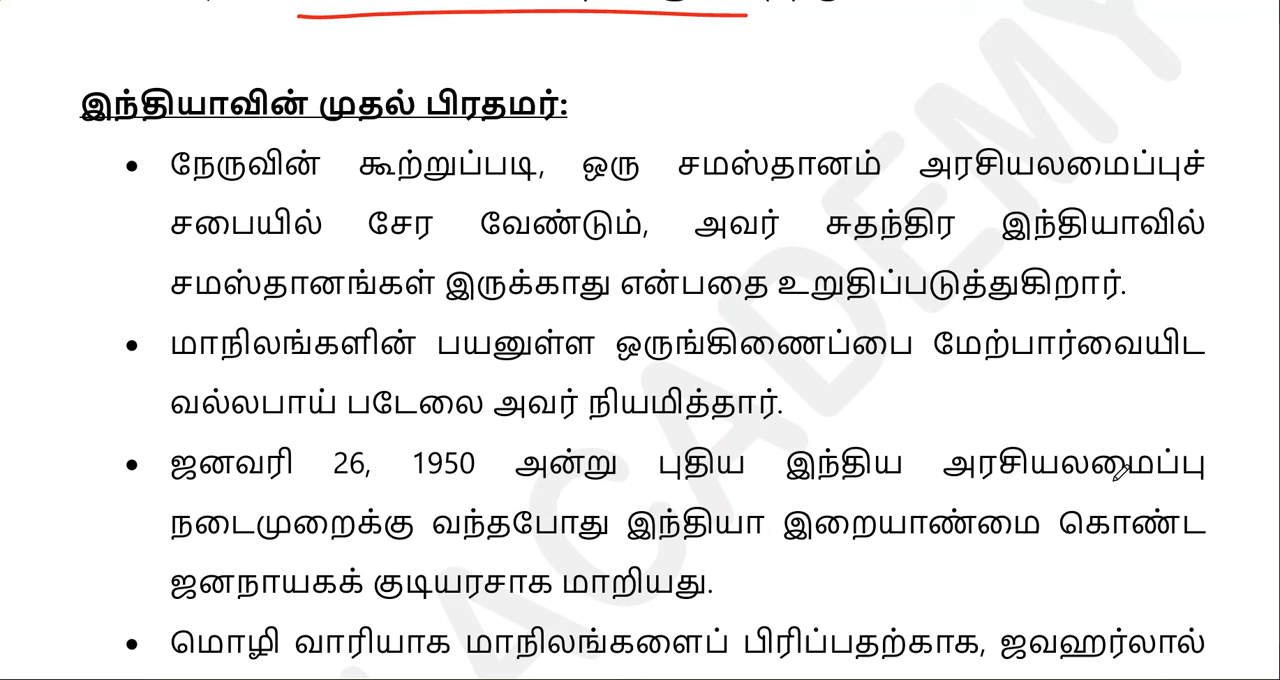 இந்தியாவின் முதல் பிரதமர்:
• நேருவின் கூற்றுப்படி, ஒரு சமஸ்தானம் அரசியலமைப்புச்
சபையில் சேர வேண்டும், அவர் சுதந்திர இந்தியாவில்
சமஸ்தானங்கள் இருக்காது என்பதை உறுதிப்படுத்துகிறார்.
• மாநிலங்களின் பயனுள்ள ஒருங்கிணைப்பை மேற்பார்வையிட
வல்லபாய் படேலை அவர் நியமித்தார்.
• ஜனவரி 26, 1950 அன்று புதிய இந்திய அரசியலமைப்பு
நடைமுறைக்கு வந்தபோது இந்தியா இறையாண்மை கொண்ட
ஜனநாயகக் குடியரசாக மாறியது.
• மொழி வாரியாக மாநிலங்களைப் பிரிப்பதற்காக, ஜவஹர்லால்
ACADEMY